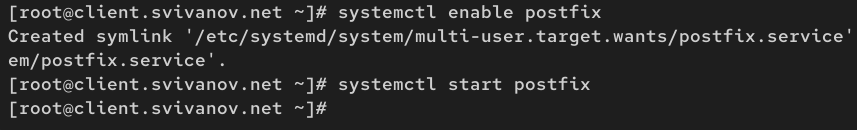 [root@client.svivanov.net ~]# systemctl enable postfix
Created symlink '/etc/systemd/system/multi-user.target.wants/postfix.service'
em/postfix.service'.
[root@client.svivanov.net ~]# systemctl start postfix
[root@client.svivanov.net ~]#